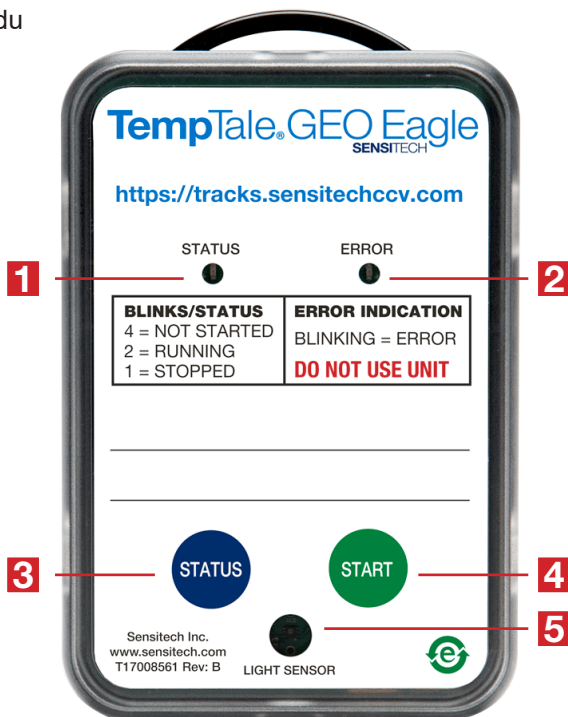 du
TempTale® GEO Eagle
SENSITECH
https://tracks.sensitechccv.com
STATUS ERROR
1 2
BLINKS/STATUS ERROR INDICATION
4 = NOT STARTED BLINKING = ERROR
2 = RUNNING DO NOT USE UNIT
1 = STOPPED
3 STATUS START 4
5
Sensitech Inc.
www.sensitech.com
T17008561 Rev: B LIGHT SENSOR
e